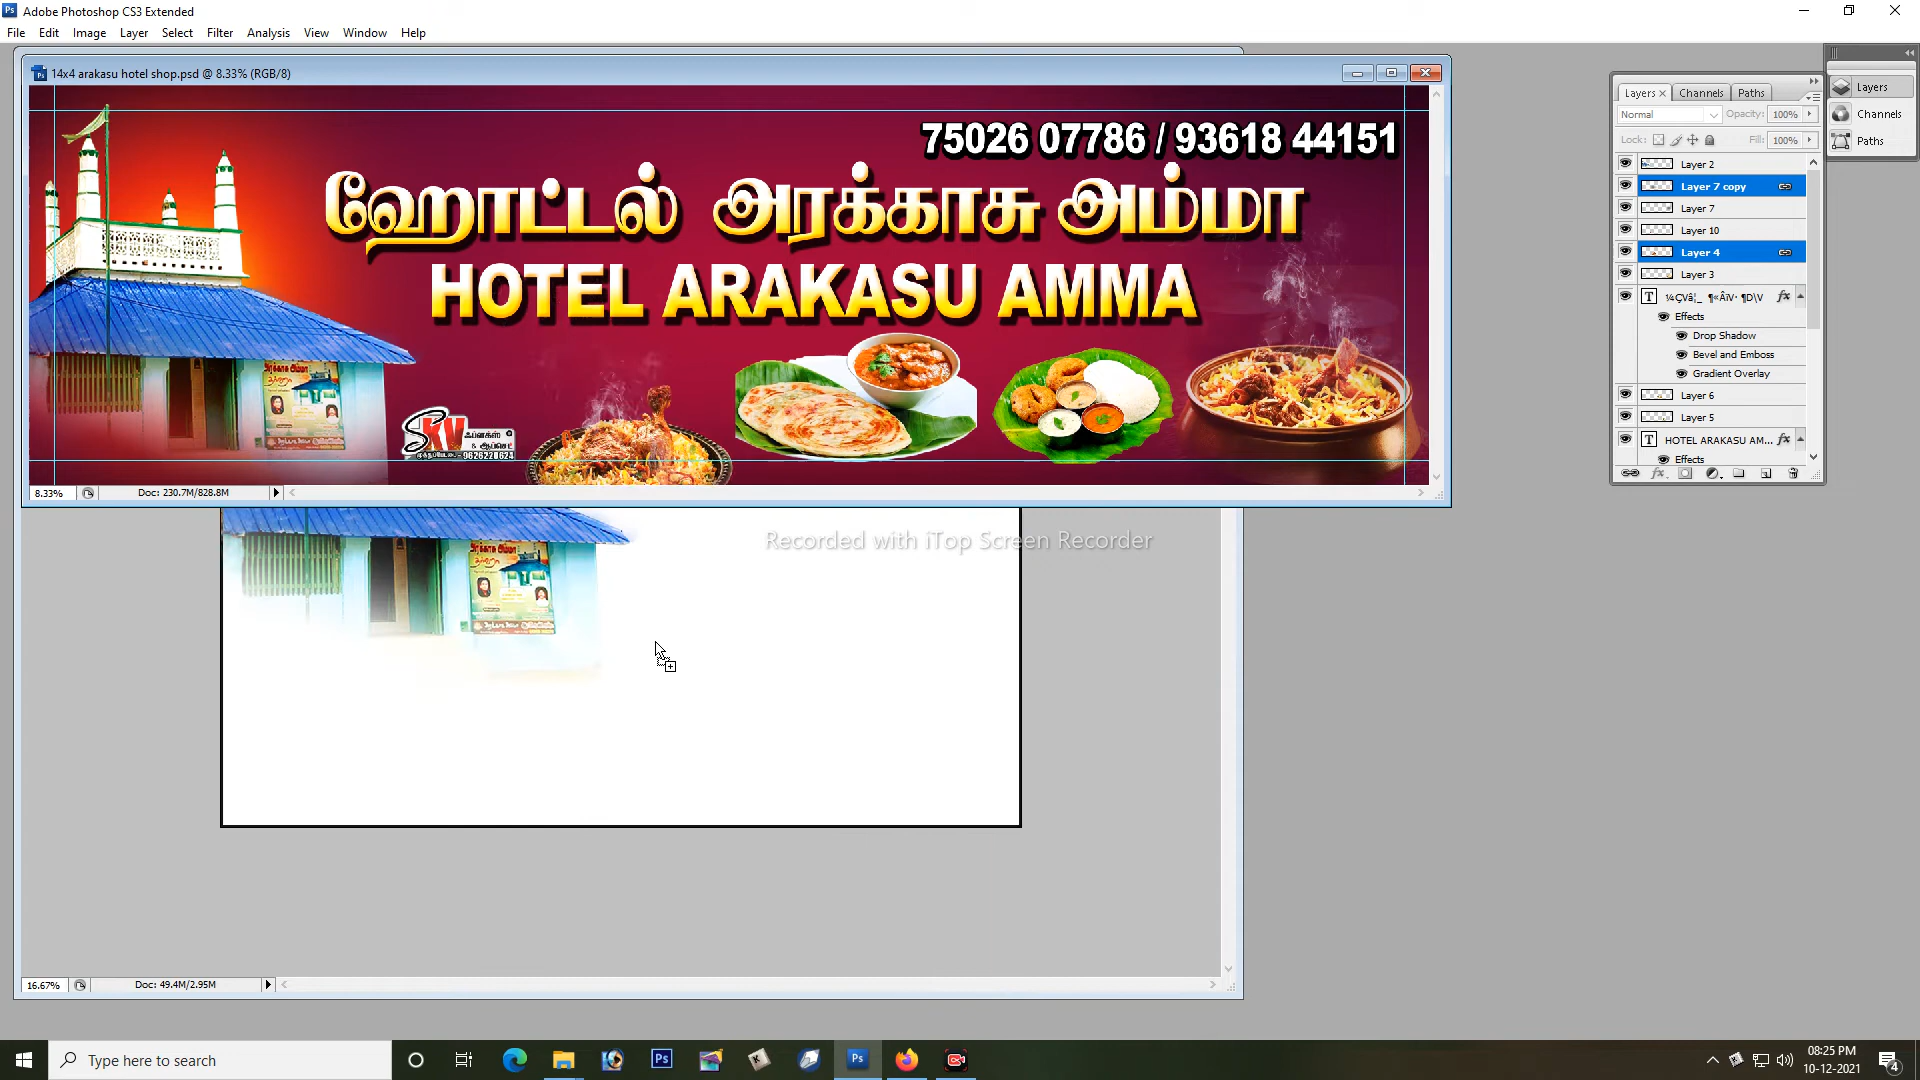 Adobe Photoshop CS3 Extended
File Edit Image Layer Select Filter Analysis View Window Help
14x4 arakasu hotel shop.psd @ 8.33% (RGB/8)
75026 07786 / 93618 44151
ஹோட்டல் அரக்காசு அம்மா
HOTEL ARAKASU AMMA
SKV
8.33% Doc: 230.7M/828.8M
Recorded with iTop Screen Recorder
16.67% Doc: 49.4M/2.95M
Layers Channels Paths
Normal Opacity: 100%
Lock: Fill: 100%
Layer 2
Layer 7 copy
Layer 7
Layer 10
Layer 4
Layer 3
Effects
Drop Shadow
Bevel and Emboss
Gradient Overlay
Layer 6
Layer 5
HOTEL ARAKASU AM...
Effects
Layers
Channels
Paths
Type here to search
08:25 PM
10-12-2021
4